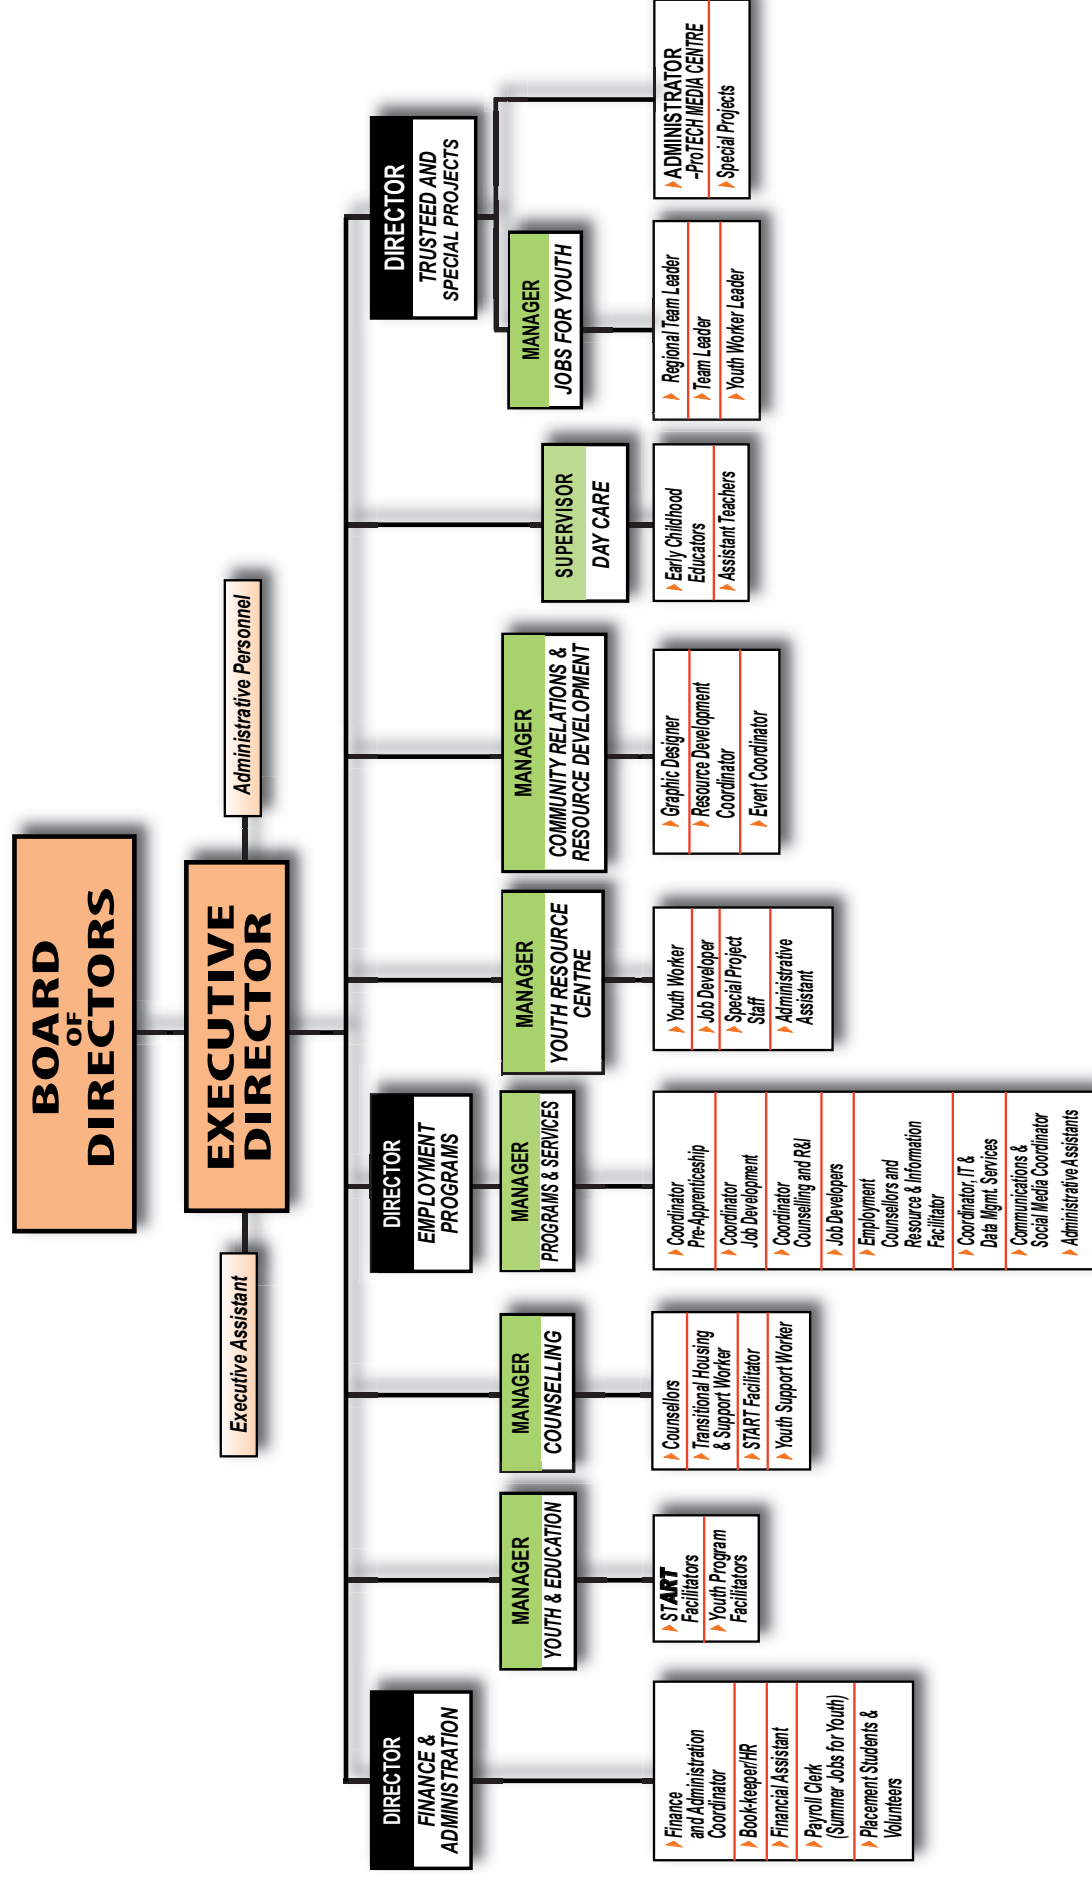 BOARD
OF
DIRECTORS
EXECUTIVE
DIRECTOR
Executive Assistant
Administrative Personnel
DIRECTOR
FINANCE &
ADMINISTRATION
Finance
and Administration
Coordinator
Book-keeper/HR
Financial Assistant
Payroll Clerk
(Summer Jobs for Youth)
Placement Students &
Volunteers
MANAGER
YOUTH & EDUCATION
START
Facilitators
Youth Program
Facilitators
MANAGER
COUNSELLING
Counsellors
Transitional Housing
& Support Worker
START Facilitator
Youth Support Worker
DIRECTOR
EMPLOYMENT
PROGRAMS
MANAGER
PROGRAMS & SERVICES
Coordinator
Pre-Apprenticeship
Coordinator
Job Development
Coordinator
Counselling and R&I
Job Developers
Employment
Counsellors and
Resource & Information
Facilitator
Coordinator, IT &
Data Mgmt. Services
Communications &
Social Media Coordinator
Administrative Assistants
MANAGER
YOUTH RESOURCE
CENTRE
Youth Worker
Job Developer
Special Project
Staff
Administrative
Assistant
MANAGER
COMMUNITY RELATIONS &
RESOURCE DEVELOPMENT
Graphic Designer
Resource Development
Coordinator
Event Coordinator
SUPERVISOR
DAY CARE
Early Childhood
Educators
Assistant Teachers
DIRECTOR
TRUSTEED AND
SPECIAL PROJECTS
MANAGER
JOBS FOR YOUTH
Regional Team Leader
Team Leader
Youth Worker Leader
ADMINISTRATOR
-ProTECH MEDIA CENTRE
Special Projects